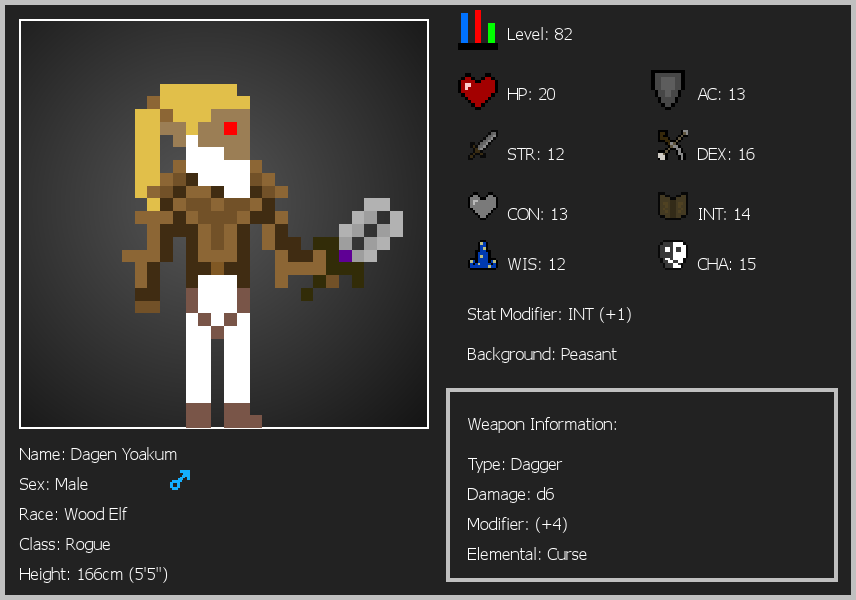 Level: 82
HP: 20
AC: 13
STR: 12
DEX: 16
CON: 13
INT: 14
WIS: 12
CHA: 15
Stat Modifier: INT (+1)
Background: Peasant
Weapon Information:
Type: Dagger
Damage: d6
Modifier: (+4)
Elemental: Curse
Name: Dagen Yoakum
Sex: Male
Race: Wood Elf
Class: Rogue
Height: 166cm (5'5")